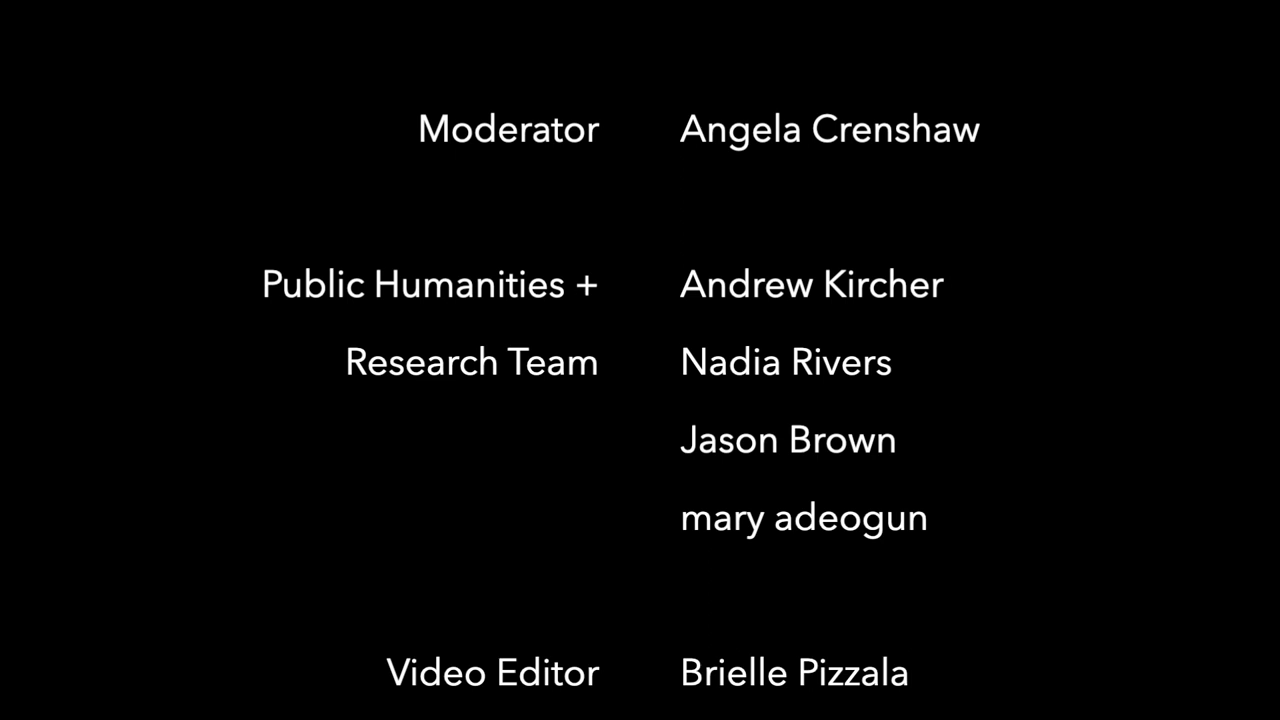 Moderator Angela Crenshaw
Public Humanities + Andrew Kircher
Research Team Nadia Rivers
Jason Brown
mary adeogun
Video Editor Brielle Pizzala